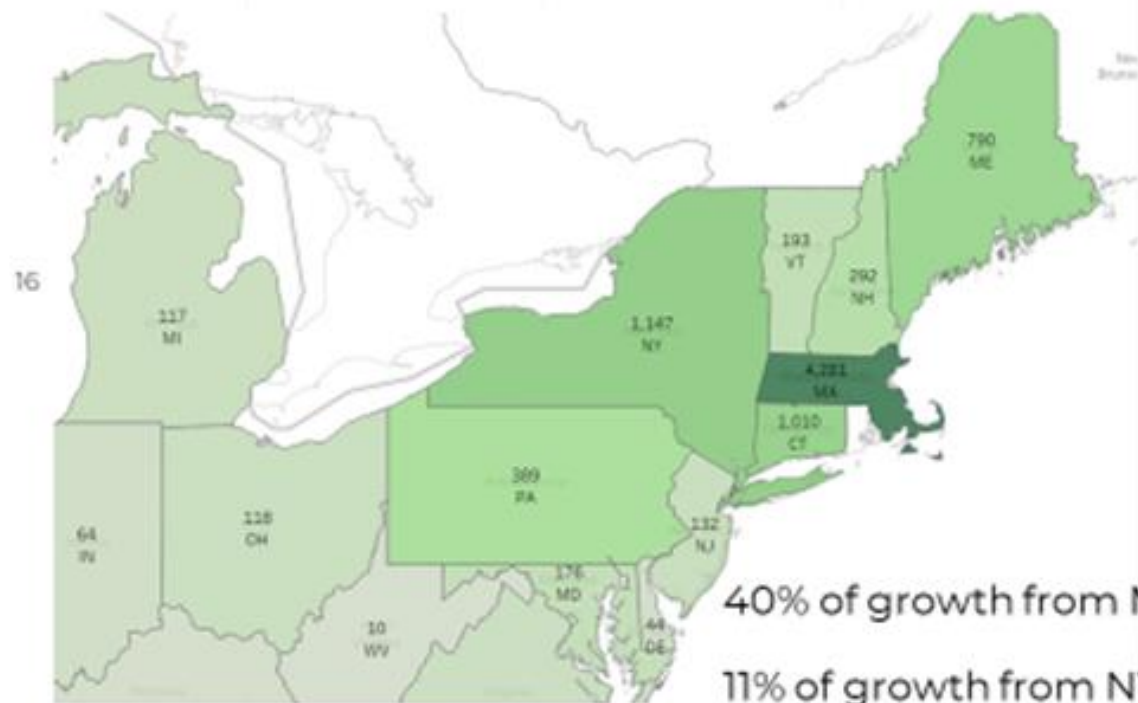 790
ME
193
VT
292
NH
16
117
MI
1,147
NY
MA
1,010
CT
389
PA
118
OH
132
NJ
64
IN
176
MD
10
WV
44
DE
40% of growth from
11% of growth from